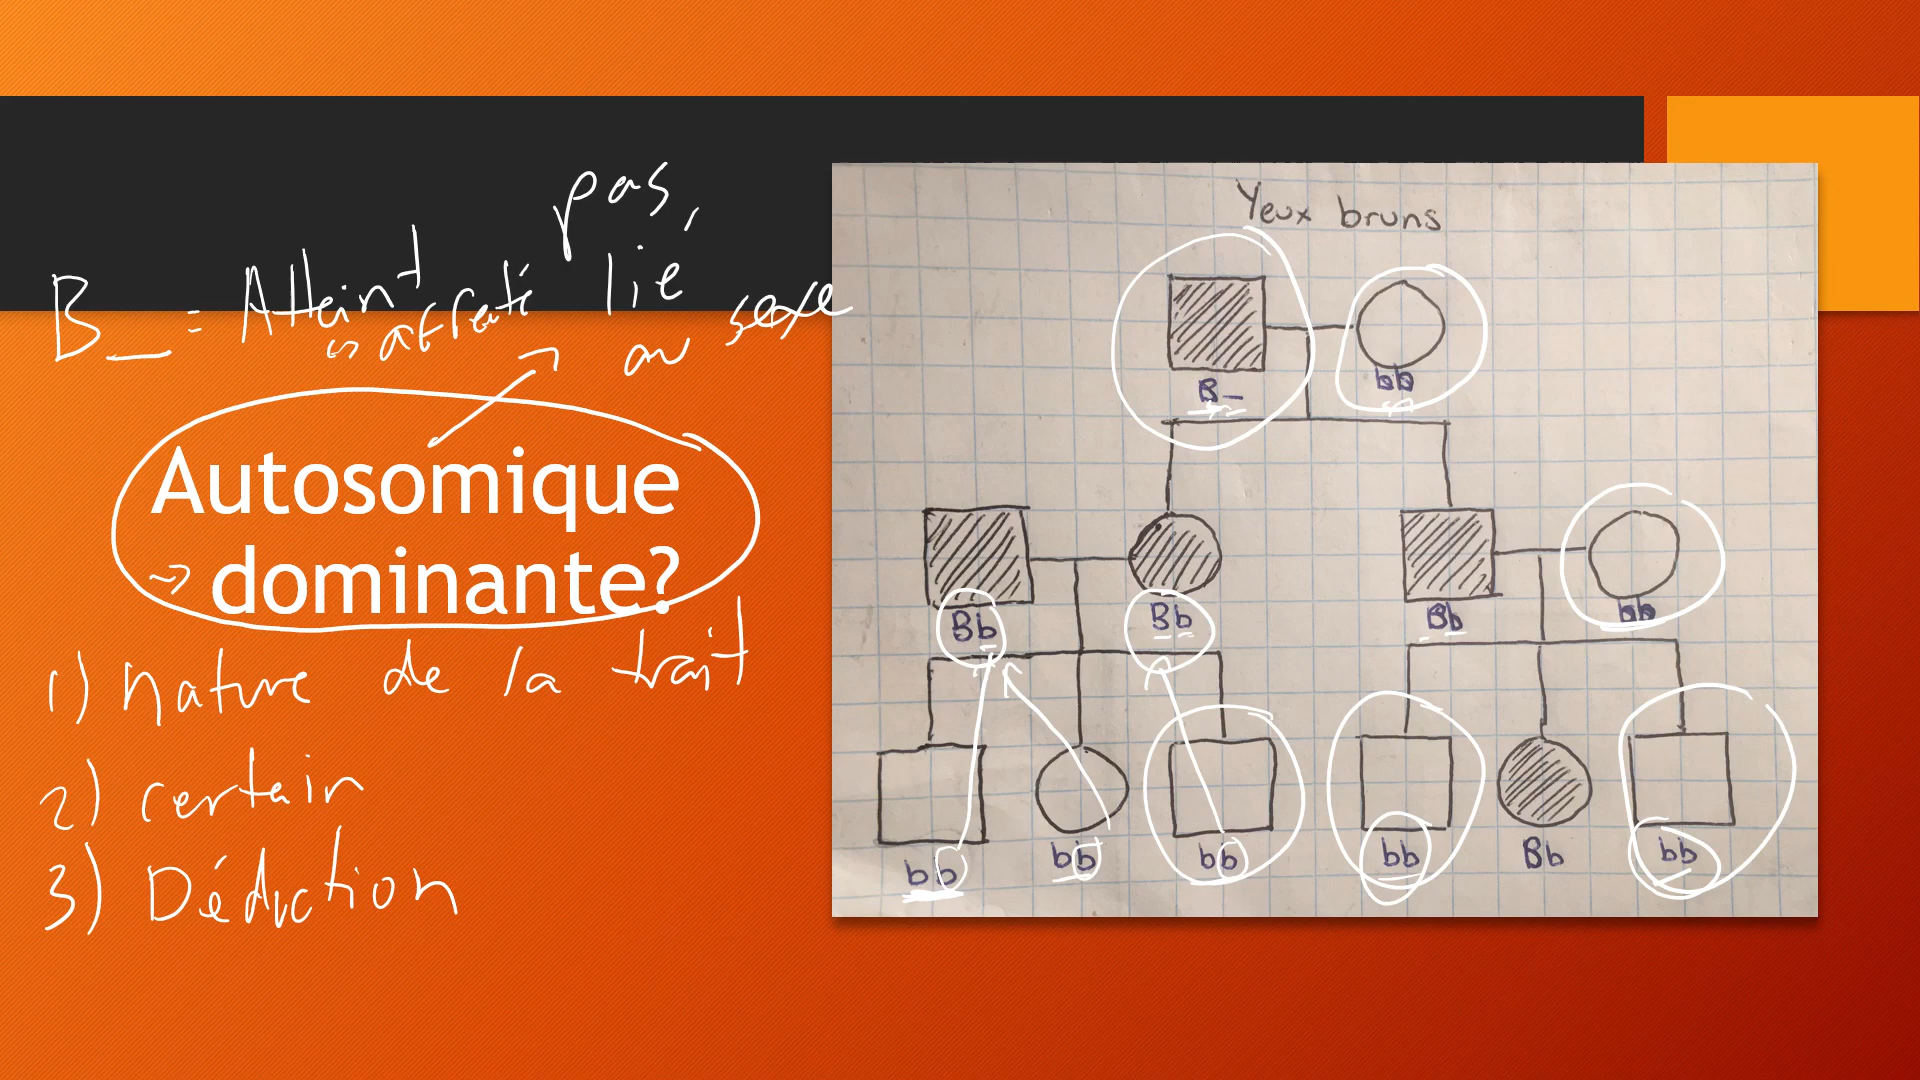 pas
B_ = Atteint lié
au sexe
Autosomique
→ dominante?
1) nature de la trait
2) certain
3) Déduction
Yeux bruns
B_ bb
Bb Bb Bb bb
bb bb bb bb Bb bb